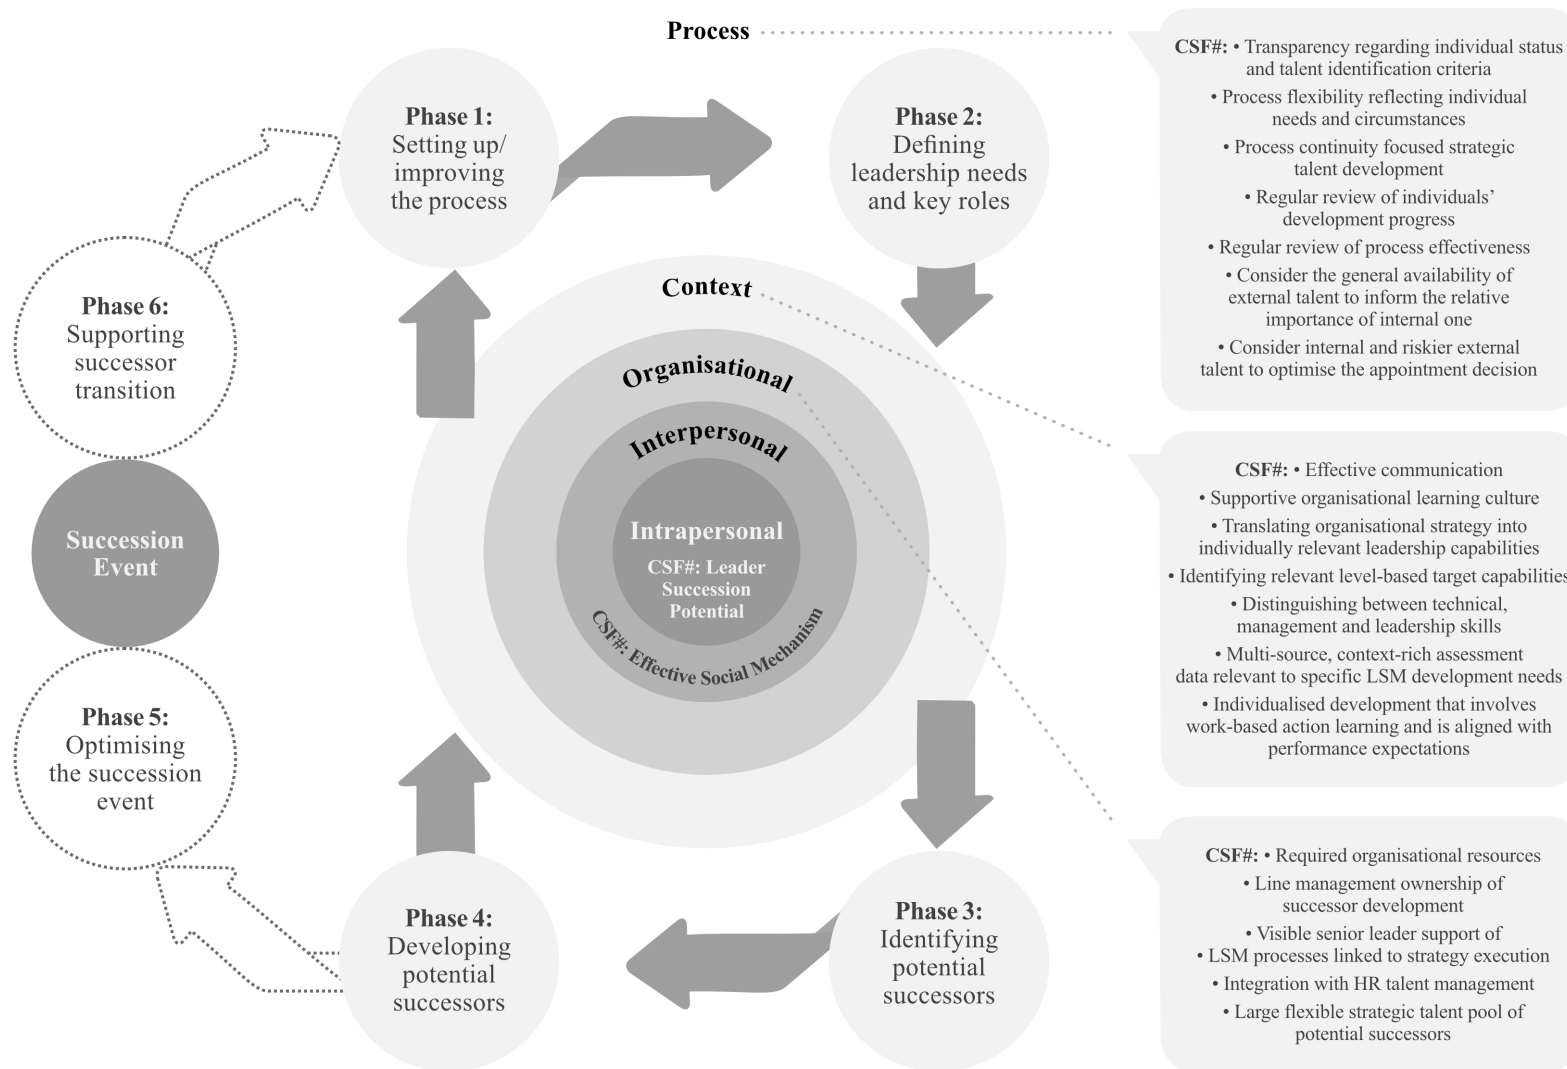 Process
Phase 1:
Setting up/
improving
the process
Phase 2:
Defining
leadership needs
and key roles
Phase 6:
Supporting
successor
transition
Succession
Event
Phase 5:
Optimising
the succession
event
Context
Organisational
Interpersonal
Intrapersonal
CSF#: Leader
Succession
Potential
CSF#: Effective Social Mechanism
Phase 4:
Developing
potential
successors
Phase 3:
Identifying
potential
successors
CSF#: • Transparency regarding individual status
and talent identification criteria
• Process flexibility reflecting individual
needs and circumstances
• Process continuity focused strategic
talent development
• Regular review of individuals’
development progress
• Regular review of process effectiveness
• Consider the general availability of
external talent to inform the relative
importance of internal one
• Consider internal and riskier external
talent to optimise the appointment decision
CSF#: • Effective communication
• Supportive organisational learning culture
• Translating organisational strategy into
individually relevant leadership capabilities
• Identifying relevant level-based target capabilities
• Distinguishing between technical,
management and leadership skills
• Multi-source, context-rich assessment
data relevant to specific LSM development needs
• Individualised development that involves
work-based action learning and is aligned with
performance expectations
CSF#: • Required organisational resources
• Line management ownership of
successor development
• Visible senior leader support of
• LSM processes linked to strategy execution
• Integration with HR talent management
• Large flexible strategic talent pool of
potential successors